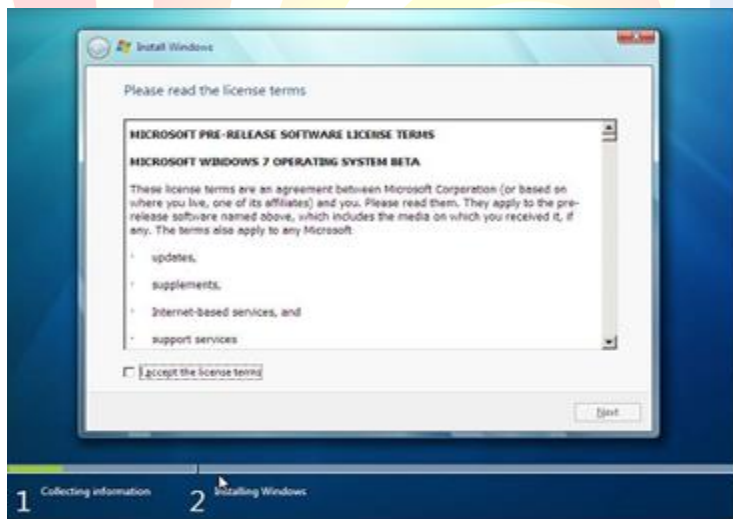 Install Windows
Please read the license terms
MICROSOFT PRE-RELEASE SOFTWARE LICENSE TERMS
MICROSOFT WINDOWS 7 OPERATING SYSTEM BETA
These license terms are an agreement between Microsoft Corporation (or based on
where you live, one of its affiliates) and you. Please read them. They apply to the pre-
release software named above, which includes the media on which you received it, if
any. The terms also apply to any Microsoft
· updates,
· supplements,
· Internet-based services, and
· support services
I accept the license terms
Next
1 Collecting information 2 Installing Windows